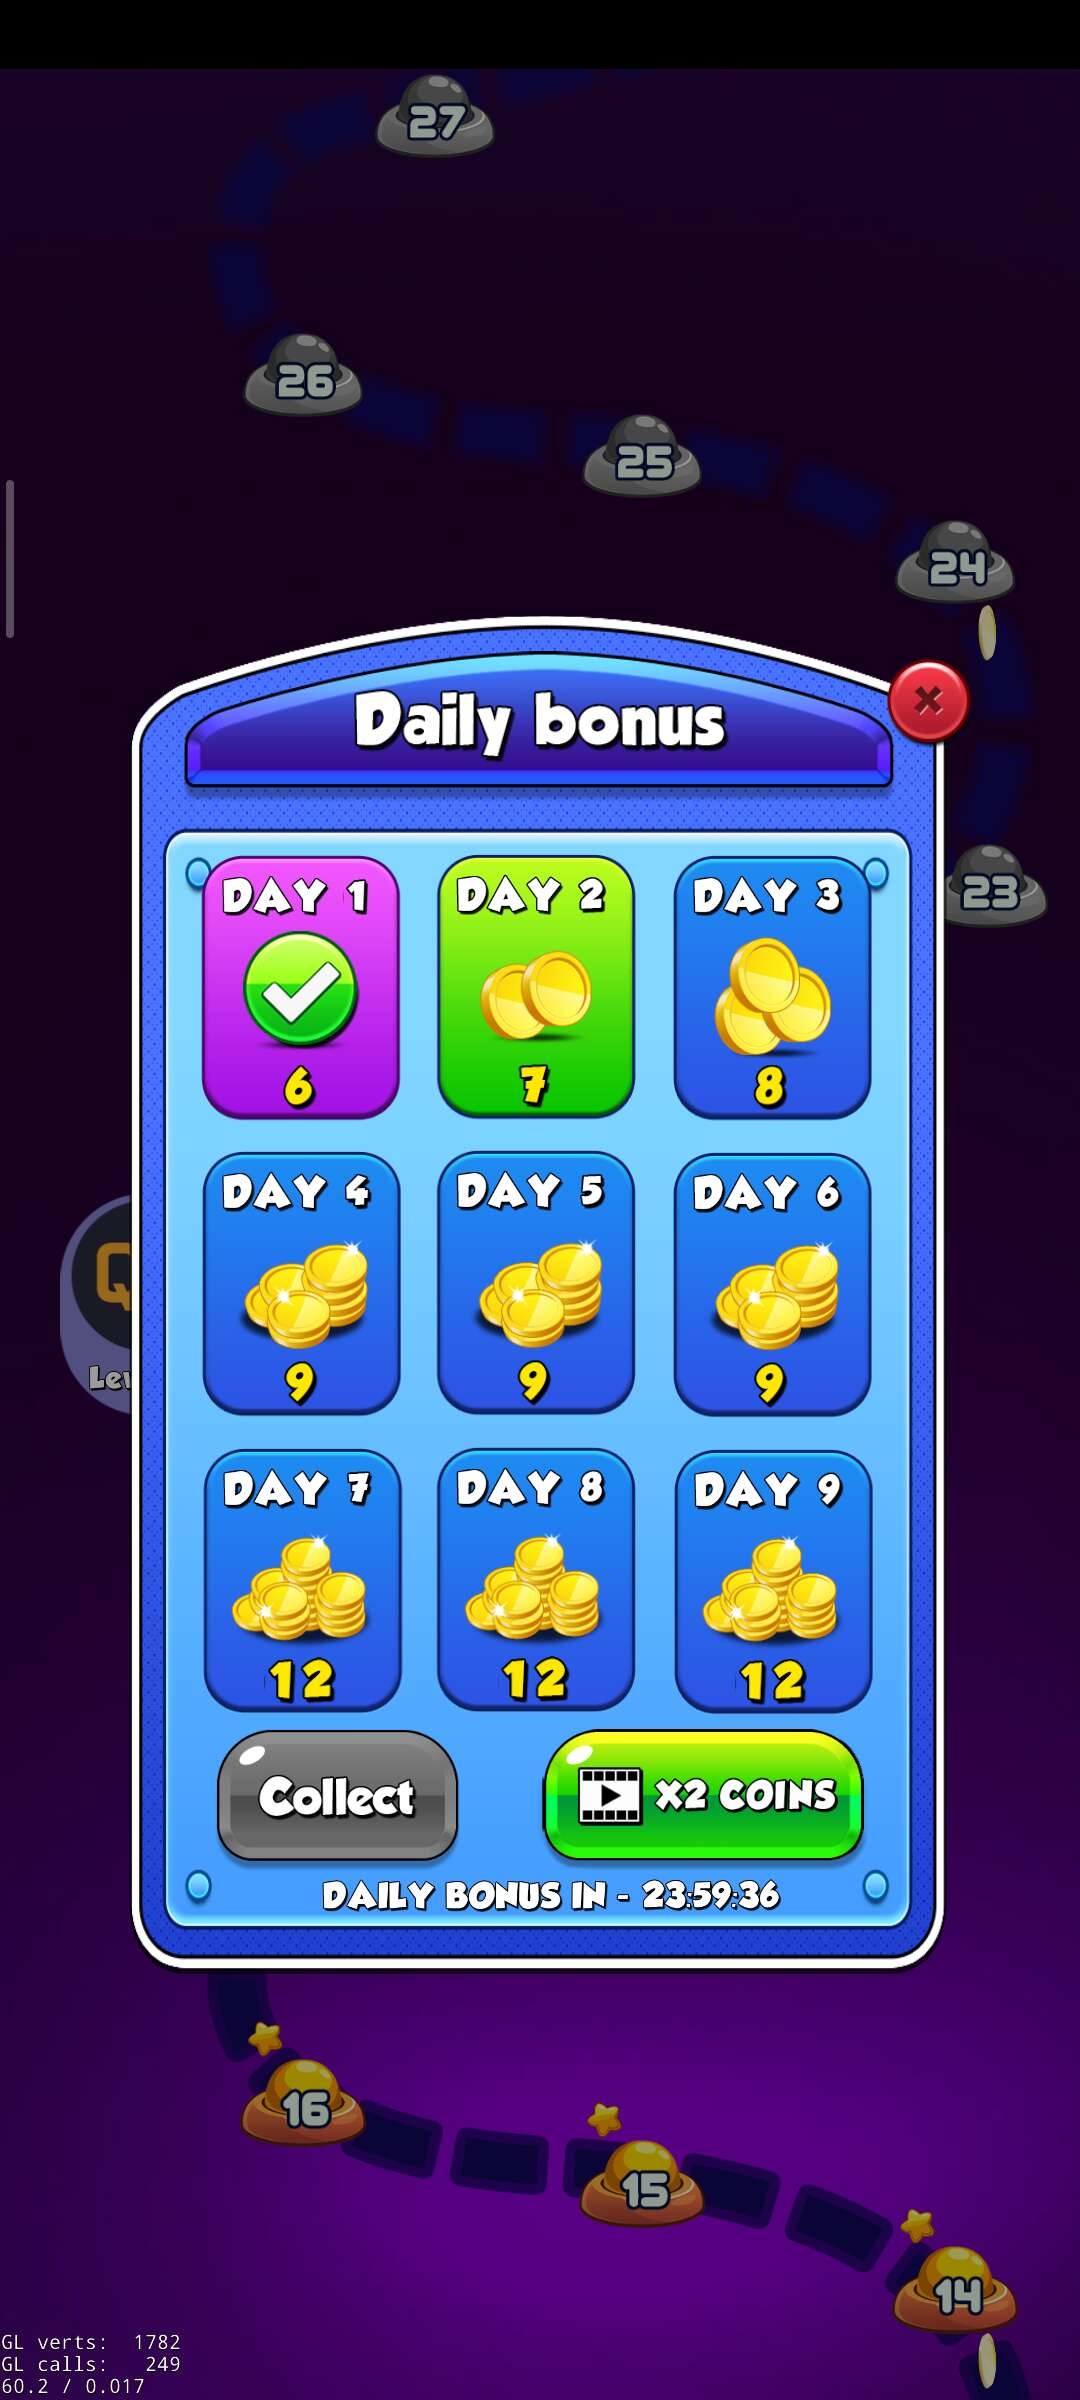 27
26
25
24
Daily bonus
23
DAY 1 DAY 2 DAY 3
6 7 8
DAY 4 DAY 5 DAY 6
9 9 9
DAY 7 DAY 8 DAY 9
12 12 12
Collect X2 COINS
DAILY BONUS IN - 23:59:36
16
15
14
GL verts: 1782
GL calls: 249
60.2 / 0.017